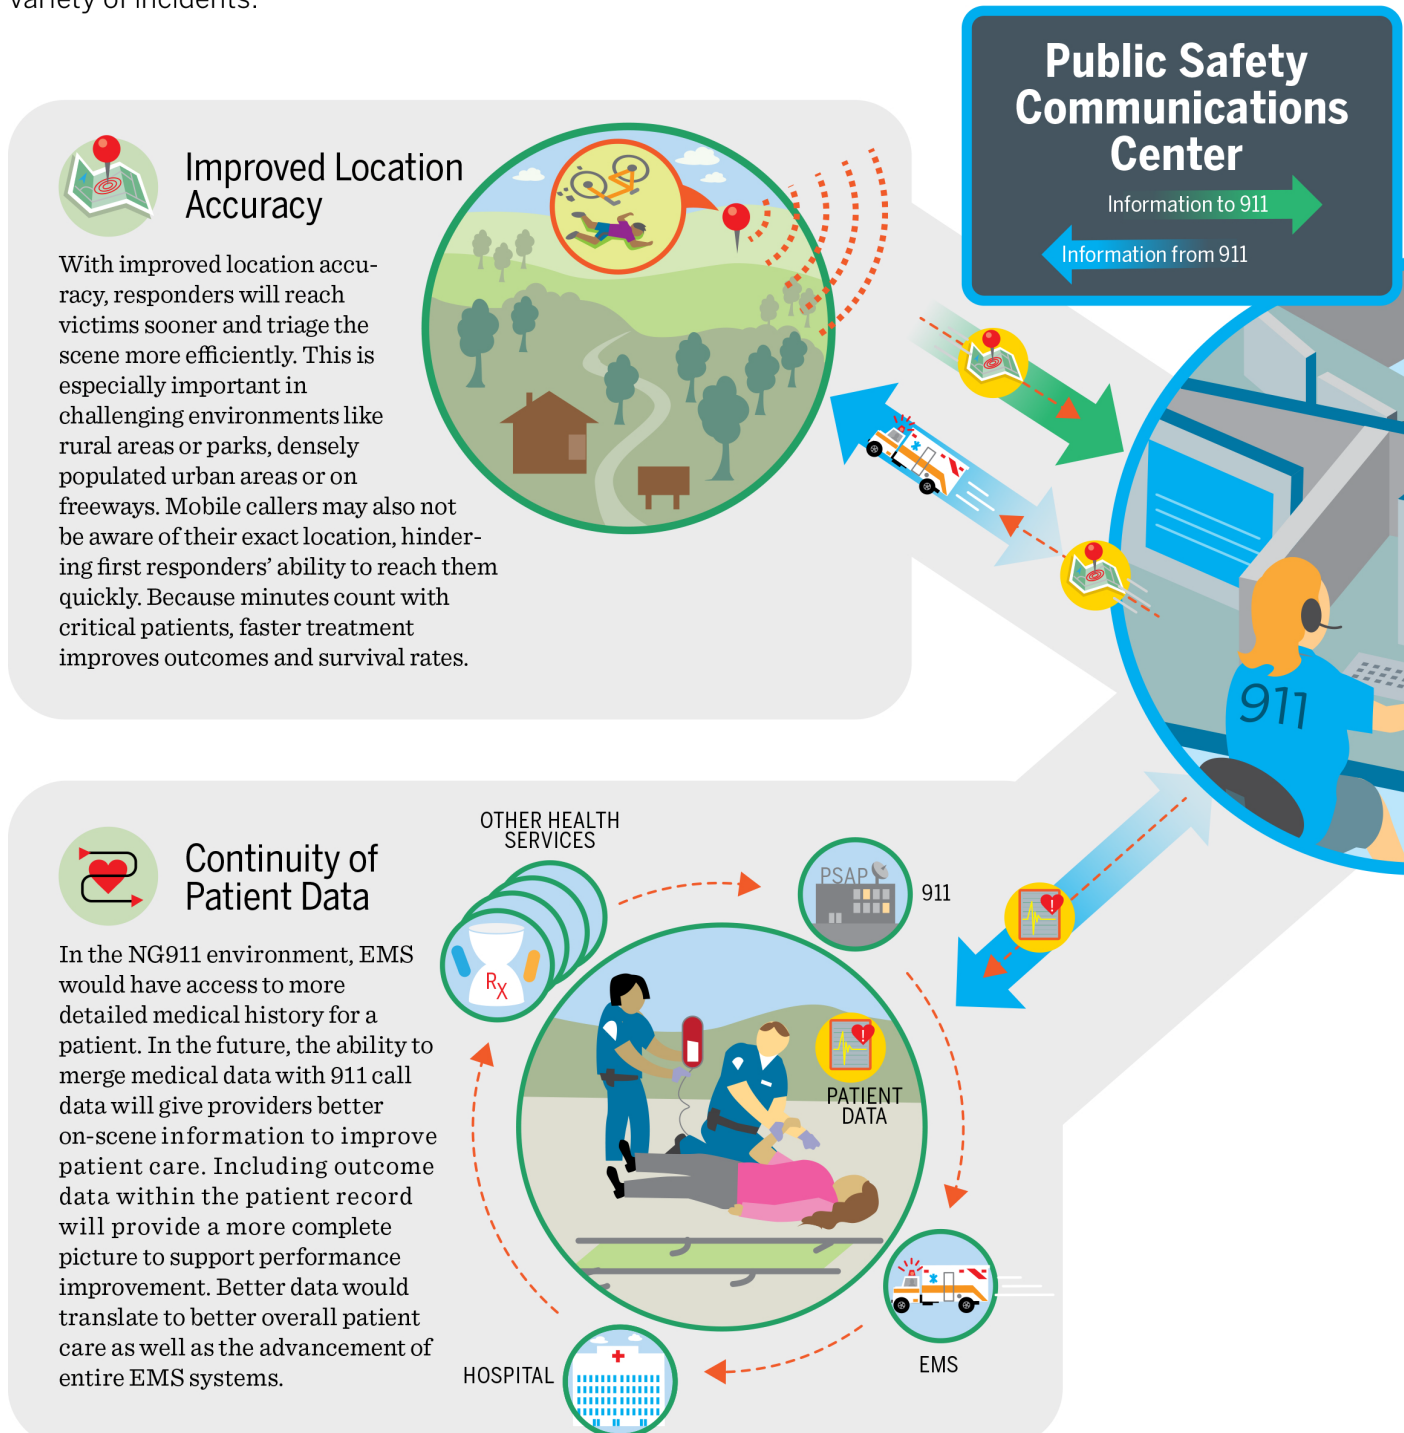 variety of incidents.
Public Safety
Communications
Center
Information to 911
Information from 911
Improved Location
Accuracy
With improved location accu-
racy, responders will reach
victims sooner and triage the
scene more efficiently. This is
especially important in
challenging environments like
rural areas or parks, densely
populated urban areas or on
freeways. Mobile callers may also not
be aware of their exact location, hinder-
ing first responders’ ability to reach them
quickly. Because minutes count with
critical patients, faster treatment
improves outcomes and survival rates.
911
Continuity of
Patient Data
In the NG911 environment, EMS
would have access to more
detailed medical history for a
patient. In the future, the ability to
merge medical data with 911 call
data will give providers better
on-scene information to improve
patient care. Including outcome
data within the patient record
will provide a more complete
picture to support performance
improvement. Better data would
translate to better overall patient
care as well as the advancement of
entire EMS systems.
OTHER HEALTH
SERVICES
Rx
PSAP
911
PATIENT
DATA
EMS
HOSPITAL